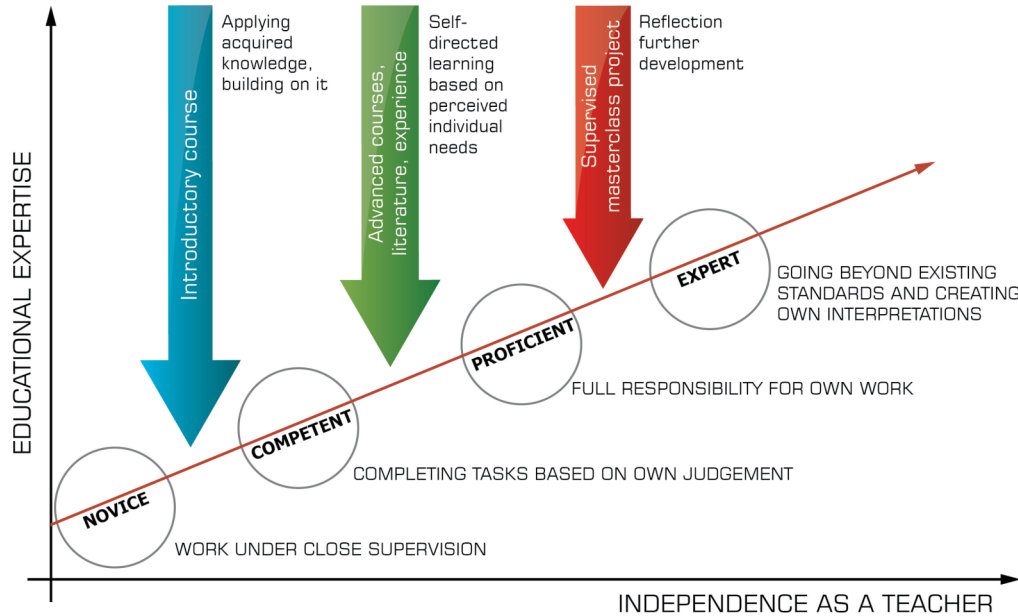 Applying
acquired
knowledge,
building on it
Self-
directed
learning
based on
perceived
individual
needs
Reflection
further
development
Introductory course
Advanced courses,
literature, experience
Supervised
masterclass project
EDUCATIONAL EXPERTISE
EXPERT
GOING BEYOND EXISTING
STANDARDS AND CREATING
OWN INTERPRETATIONS
PROFICIENT
FULL RESPONSIBILITY FOR OWN WORK
COMPETENT
COMPLETING TASKS BASED ON OWN JUDGEMENT
NOVICE
WORK UNDER CLOSE SUPERVISION
INDEPENDENCE AS A TEACHER